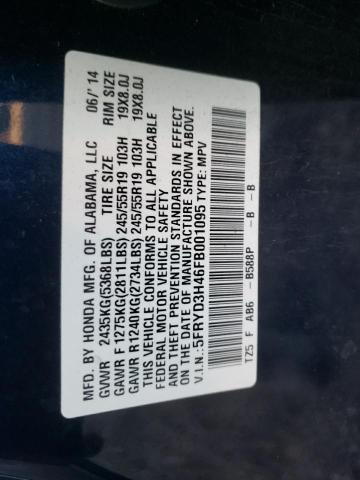 MFD. BY HONDA MFG. OF ALABAMA, LLC 06/'14
GVWR 2435KG(5368LBS) TIRE SIZE RIM SIZE
GAWR F 1275KG(2811LBS) 245/55R19 103H 19X8.0J
GAWR R 1240KG(2734LBS) 245/55R19 103H 19X8.0J
THIS VEHICLE CONFORMS TO ALL APPLICABLE
FEDERAL MOTOR VEHICLE SAFETY
AND THEFT PREVENTION STANDARDS IN EFFECT
ON THE DATE OF MANUFACTURE SHOWN ABOVE.
V.I.N.: 5FRYD3H46FB001095 TYPE: MPV
TZ5 F AB6 - B588P - B - B